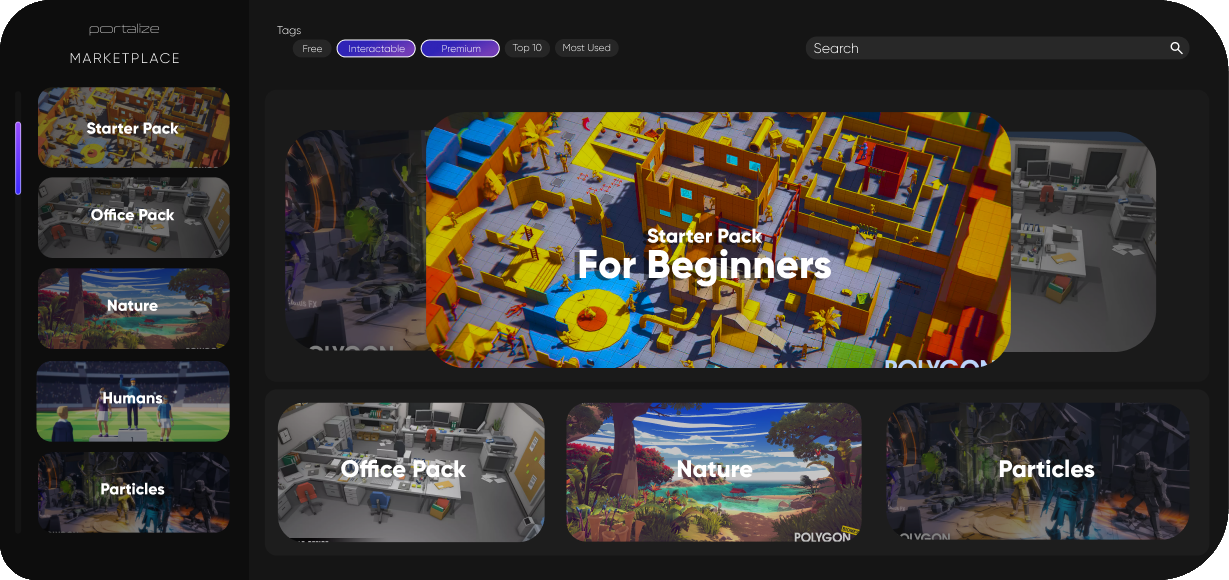 portalize
MARKETPLACE
Starter Pack
Office Pack
Nature
Humans
Particles
Tags
Free
Interactable
Premium
Top 10
Most Used
Search
Starter Pack
For Beginners
POLYGON
POLYGON
Office Pack
Nature
POLYGON
Particles
POLYGON